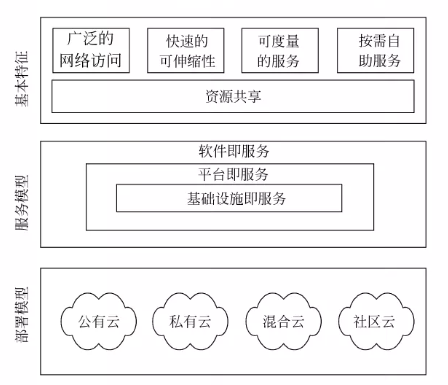 基本特征
广泛的
网络访问
快速的
可伸缩性
可度量
的服务
按需自
助服务
资源共享
服务模型
软件即服务
平台即服务
基础设施即服务
部署模型
公有云
私有云
混合云
社区云